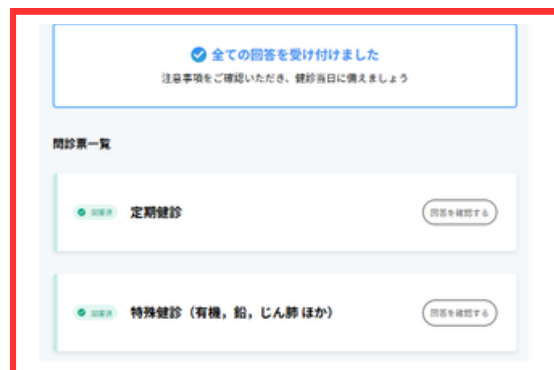 全ての回答を受け付けました
注意事項をご確認いただき、健診当日に備えましょう
問診票一覧
回答済
定期健診
回答を確認する
回答済
特殊健診（有機，鉛，じん肺 ほか）
回答を確認する